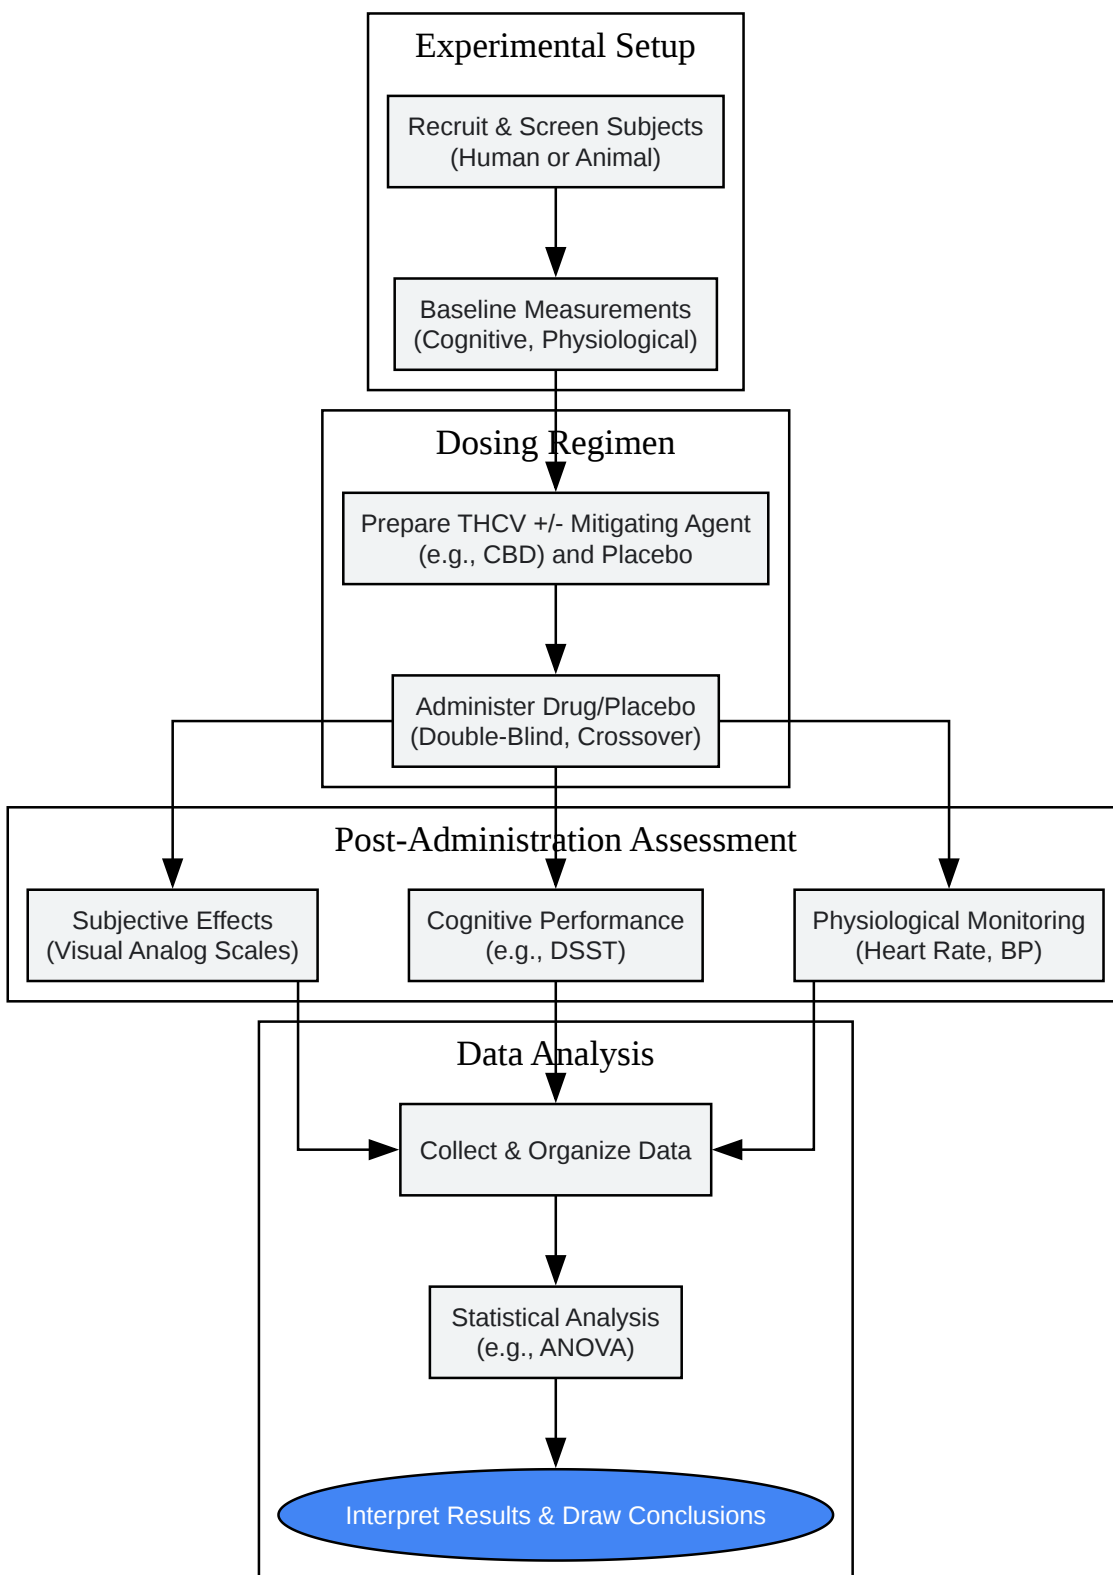 Experimental Setup
Recruit & Screen Subjects
(Human or Animal)
Baseline Measurements
(Cognitive, Physiological)
Dosing Regimen
Prepare THCV +/- Mitigating Agent
(e.g., CBD) and Placebo
Administer Drug/Placebo
(Double-Blind, Crossover)
Post-Administration Assessment
Subjective Effects
(Visual Analog Scales)
Cognitive Performance
(e.g., DSST)
Physiological Monitoring
(Heart Rate, BP)
Data Analysis
Collect & Organize Data
Statistical Analysis
(e.g., ANOVA)
Interpret Results & Draw Conclusions